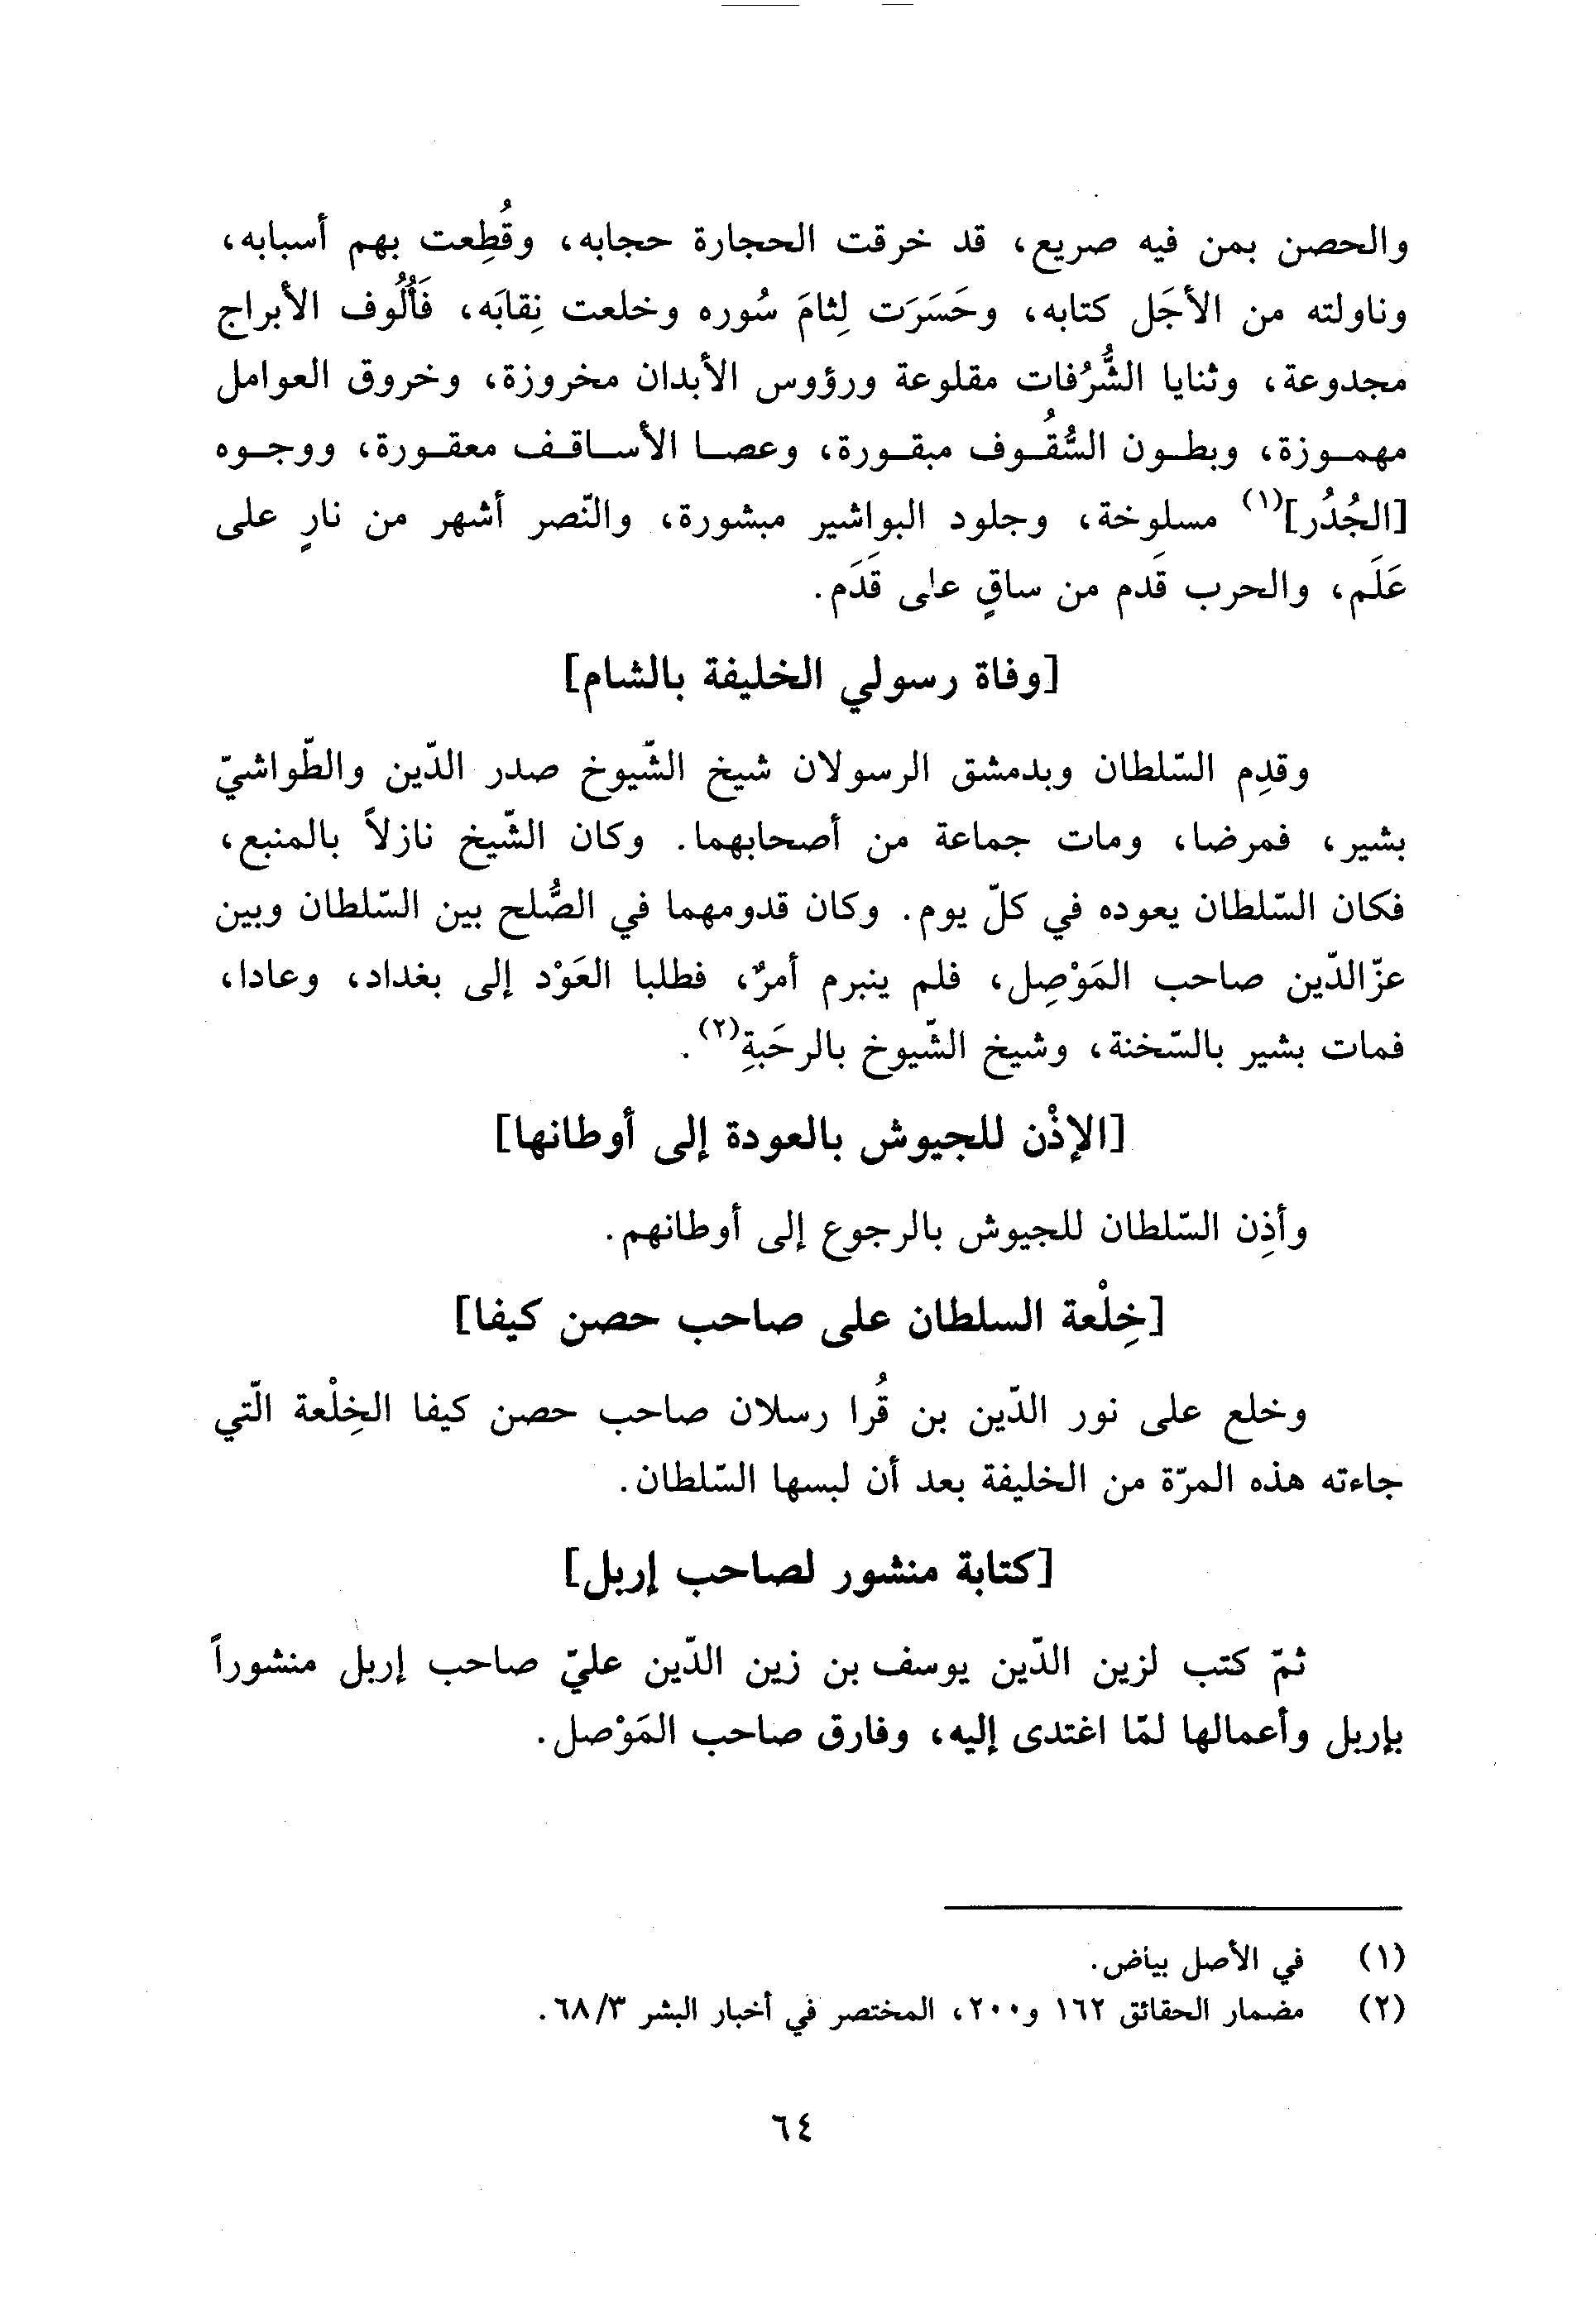 والحصن بمن فيه صريع، قد خرقت الحجارة حجابه، وقُطِعت بهم أسبابه،
وناولته من الأجَل كتابه، وحَسَرَت لِثامَ سُوره وخلعت نِقابَه، فَأُلُوف الأبراج
مجدوعة، وثنايا الشُّرُفات مقلوعة ورؤوس الأبدان مخروزة، وخروق العوامل
مهمـوزة، وبطـون السُّقُـوف مبقـورة، وعصـا الأسـاقـف معقـورة، ووجـوه
[الجُدُر](١) مسلوخة، وجلود البواشير مبشورة، والنّصر أشهر من نارٍ على
عَلَم، والحرب قَدم من ساقٍ على قَدَم.
[وفاة رسولي الخليفة بالشام]
وقدِم السّلطان وبدمشق الرسولان شيخ الشّيوخ صدر الدّين والطّواشيّ
بشير، فمرضا، ومات جماعة من أصحابهما. وكان الشّيخ نازلاً بالمنبع،
فكان السّلطان يعوده في كلّ يوم. وكان قدومهما في الصُّلح بين السّلطان وبين
عزّالدّين صاحب المَوْصِل، فلم ينبرم أمرٌ، فطلبا العَوْد إلى بغداد، وعادا،
فمات بشير بالسّخنة، وشيخ الشّيوخ بالرحَبةِ(٢).
[الإذْن للجيوش بالعودة إلى أوطانها]
وأذِن السّلطان للجيوش بالرجوع إلى أوطانهم.
[خِلْعة السلطان على صاحب حصن كيفا]
وخلع على نور الدّين بن قُرا رسلان صاحب حصن كيفا الخِلْعة الّتي
جاءته هذه المرّة من الخليفة بعد أن لبسها السّلطان.
[كتابة منشور لصاحب إربل]
ثمّ كتب لزين الدّين يوسف بن زين الدّين عليّ صاحب إربل منشوراً
بإربل وأعمالها لمّا اغتدى إليه، وفارق صاحب المَوْصل.
(١) في الأصل بياض.
(٢) مضمار الحقائق ١٦٢ و٢٠٠، المختصر في أخبار البشر ٦٨/٣.
٦٤